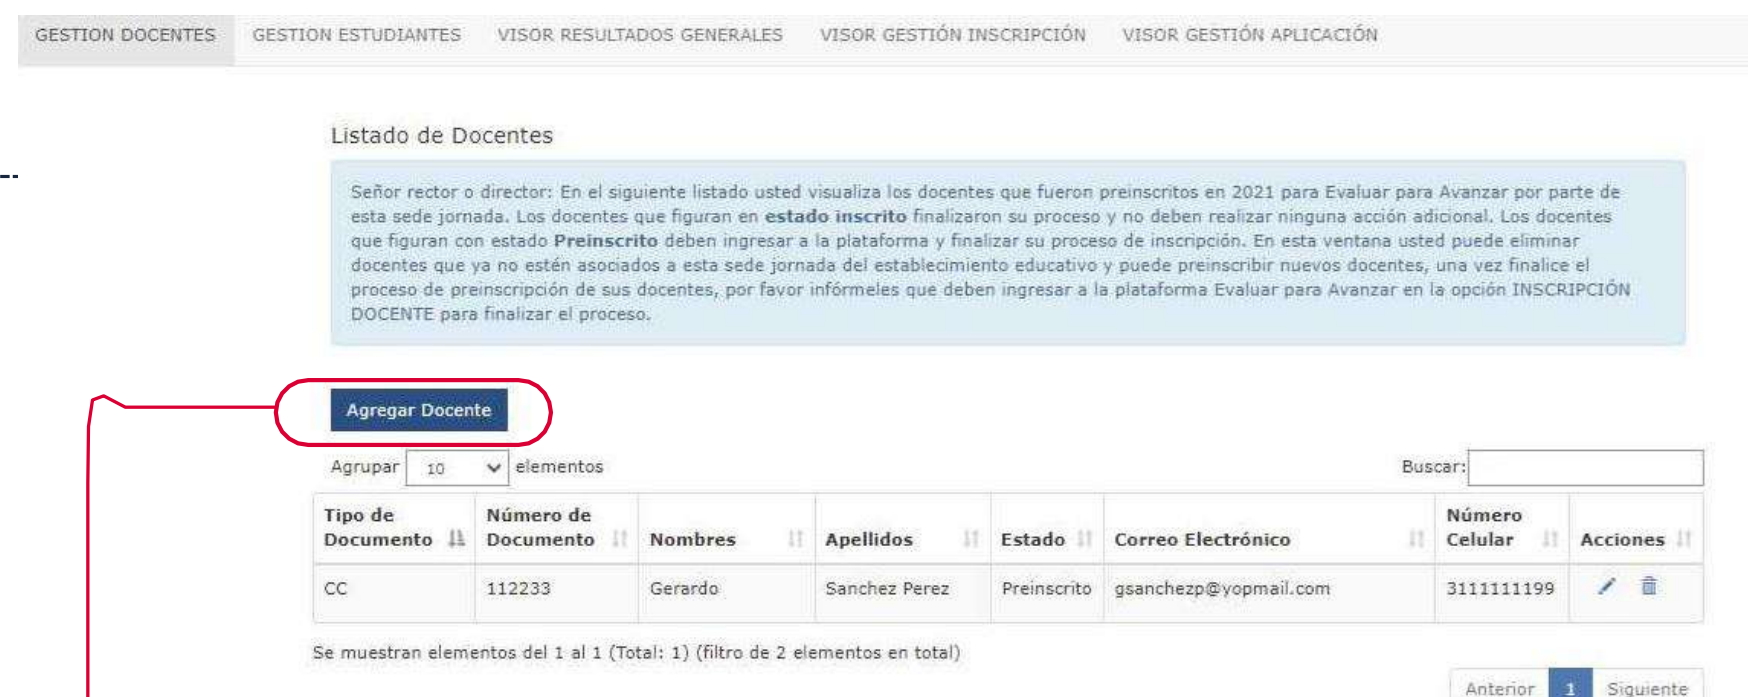 GESTION DOCENTES GESTION ESTUDIANTES VISOR RESULTADOS GENERALES VISOR GESTIÓN INSCRIPCIÓN VISOR GESTIÓN APLICACIÓN
Listado de Docentes
Señor rector o director: En el siguiente listado usted visualiza los docentes que fueron preinscritos en 2021 para Evaluar para Avanzar por parte de
esta sede jornada. Los docentes que figuran en estado inscrito finalizaron su proceso y no deben realizar ninguna acción adicional. Los docentes
que figuran con estado Preinscrito deben ingresar a la plataforma y finalizar su proceso de inscripción. En esta ventana usted puede eliminar
docentes que ya no estén asociados a esta sede jornada del establecimiento educativo y puede preinscribir nuevos docentes, una vez finalice el
proceso de preinscripción de sus docentes, por favor infórmeles que deben ingresar a la plataforma Evaluar para Avanzar en la opción INSCRIPCIÓN
DOCENTE para finalizar el proceso.
Agregar Docente
Agrupar 10 elementos Buscar:
Tipo de Documento Número de Documento Nombres Apellidos Estado Correo Electrónico Número Celular Acciones
CC 112233 Gerardo Sanchez Perez Preinscrito gsanchezp@yopmail.com 3111111199
Se muestran elementos del 1 al 1 (Total: 1) (filtro de 2 elementos en total)
Anterior 1 Siguiente